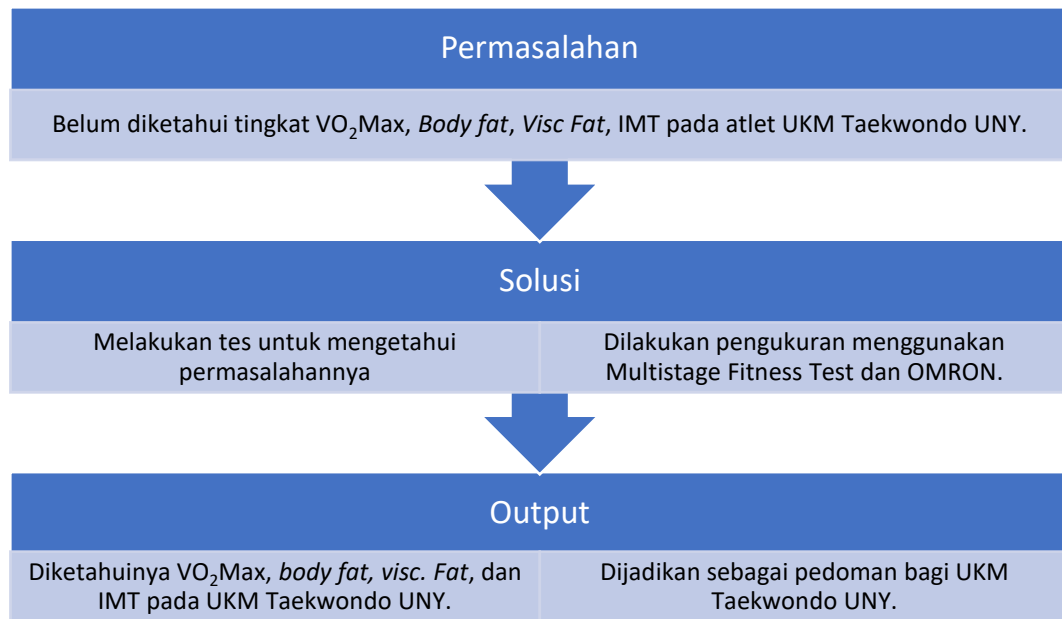 Permasalahan
Belum diketahui tingkat VO₂Max, Body fat, Visc Fat, IMT pada atlet UKM Taekwondo UNY.
Solusi
Melakukan tes untuk mengetahui
permasalahannya
Dilakukan pengukuran menggunakan
Multistage Fitness Test dan OMRON.
Output
Diketahuinya VO₂Max, body fat, visc. Fat, dan
IMT pada UKM Taekwondo UNY.
Dijadikan sebagai pedoman bagi UKM
Taekwondo UNY.